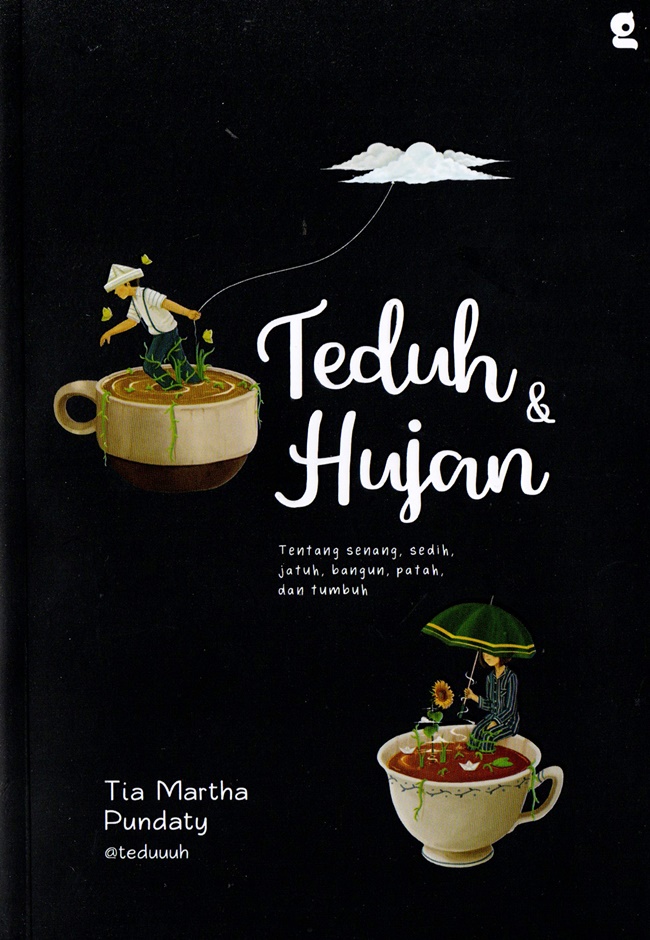 Teduh
&
Hujan
Tentang senang, sedih,
jatuh, bangun, patah,
dan tumbuh
Tia Martha
Pundaty
@teduuuh